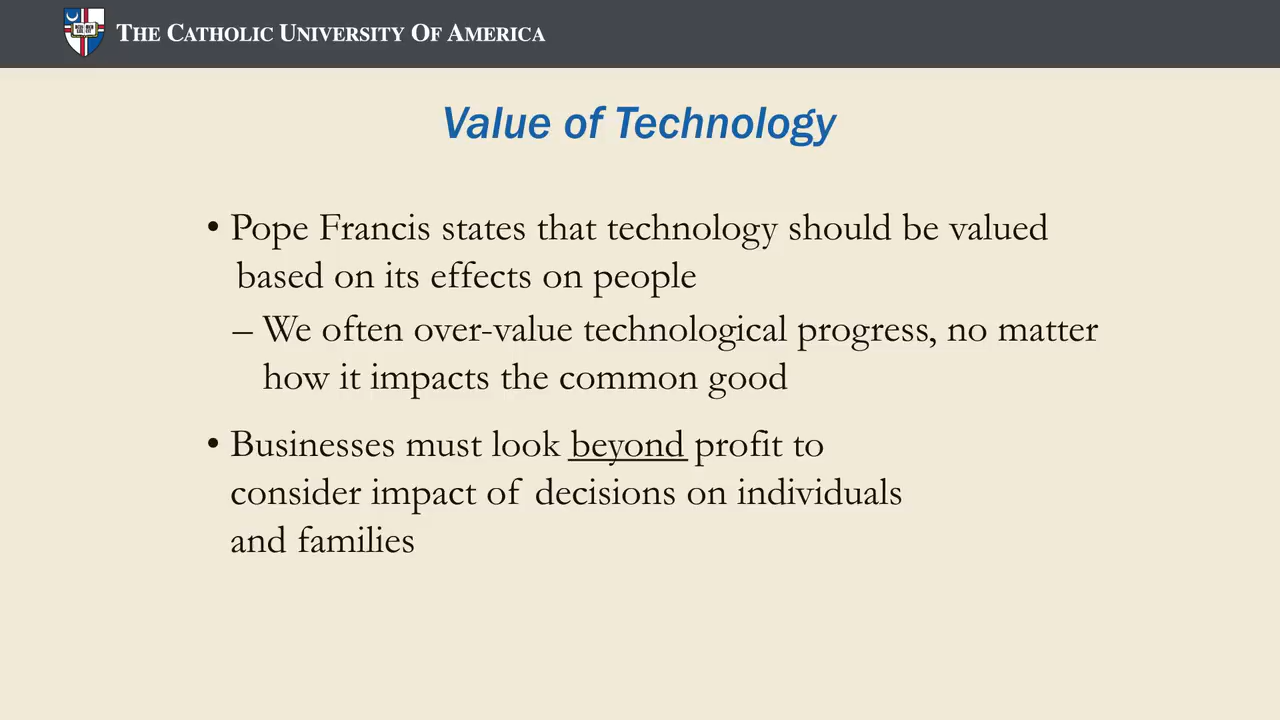 THE CATHOLIC UNIVERSITY OF AMERICA
Value of Technology
• Pope Francis states that technology should be valued
based on its effects on people
– We often over-value technological progress, no matter
how it impacts the common good
• Businesses must look beyond profit to
consider impact of decisions on individuals
and families